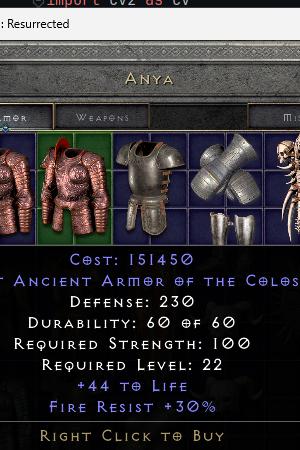 import cv2 as cv
: Resurrected
Anya
mor Weapons Mi
Cost: 151450
t Ancient Armor of the Colos
Defense: 230
Durability: 60 of 60
Required Strength: 100
Required Level: 22
+44 to Life
Fire Resist +30%
Right Click to Buy